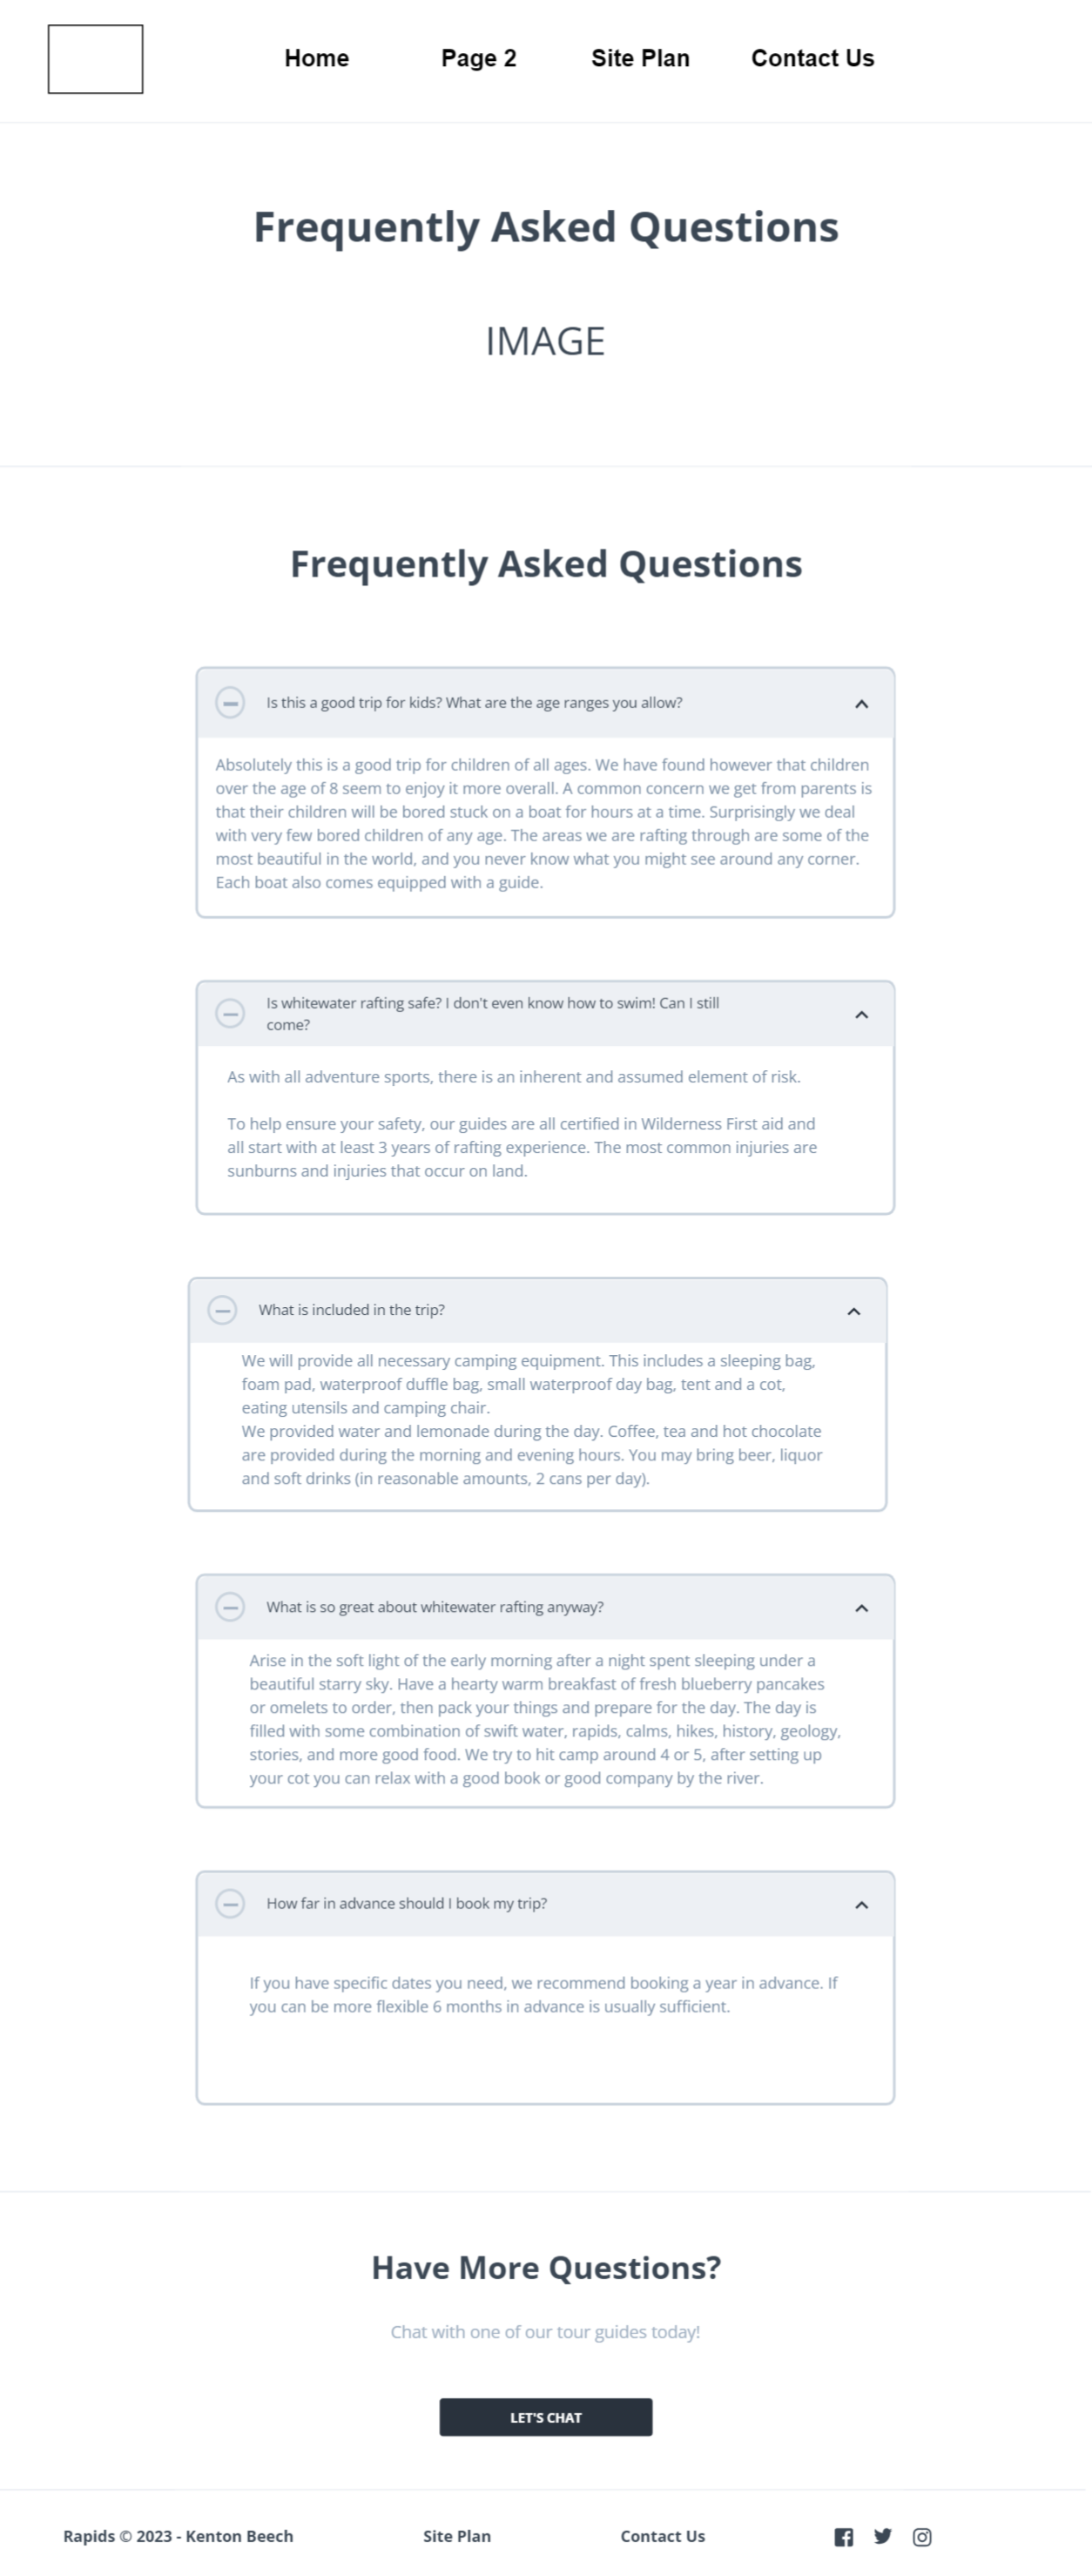 Home Page 2 Site Plan Contact Us
Frequently Asked Questions
IMAGE
Frequently Asked Questions
Is this a good trip for kids? What are the age ranges you allow?
Absolutely this is a good trip for children of all ages. We have found however that children
over the age of 8 seem to enjoy it more overall. A common concern we get from parents is
that their children will be bored stuck on a boat for hours at a time. Surprisingly we deal
with very few bored children of any age. The areas we are rafting through are some of the
most beautiful in the world, and you never know what you might see around any corner.
Each boat also comes equipped with a guide.
Is whitewater rafting safe? I don't even know how to swim! Can I still
come?
As with all adventure sports, there is an inherent and assumed element of risk.
To help ensure your safety, our guides are all certified in Wilderness First aid and
all start with at least 3 years of rafting experience. The most common injuries are
sunburns and injuries that occur on land.
What is included in the trip?
We will provide all necessary camping equipment. This includes a sleeping bag,
foam pad, waterproof duffle bag, small waterproof day bag, tent and a cot,
eating utensils and camping chair.
We provided water and lemonade during the day. Coffee, tea and hot chocolate
are provided during the morning and evening hours. You may bring beer, liquor
and soft drinks (in reasonable amounts, 2 cans per day).
What is so great about whitewater rafting anyway?
Arise in the soft light of the early morning after a night spent sleeping under a
beautiful starry sky. Have a hearty warm breakfast of fresh blueberry pancakes
or omelets to order, then pack your things and prepare for the day. The day is
filled with some combination of swift water, rapids, calms, hikes, history, geology,
stories, and more good food. We try to hit camp around 4 or 5, after setting up
your cot you can relax with a good book or good company by the river.
How far in advance should I book my trip?
If you have specific dates you need, we recommend booking a year in advance. If
you can be more flexible 6 months in advance is usually sufficient.
Have More Questions?
Chat with one of our tour guides today!
LET'S CHAT
Rapids © 2023 - Kenton Beech Site Plan Contact Us